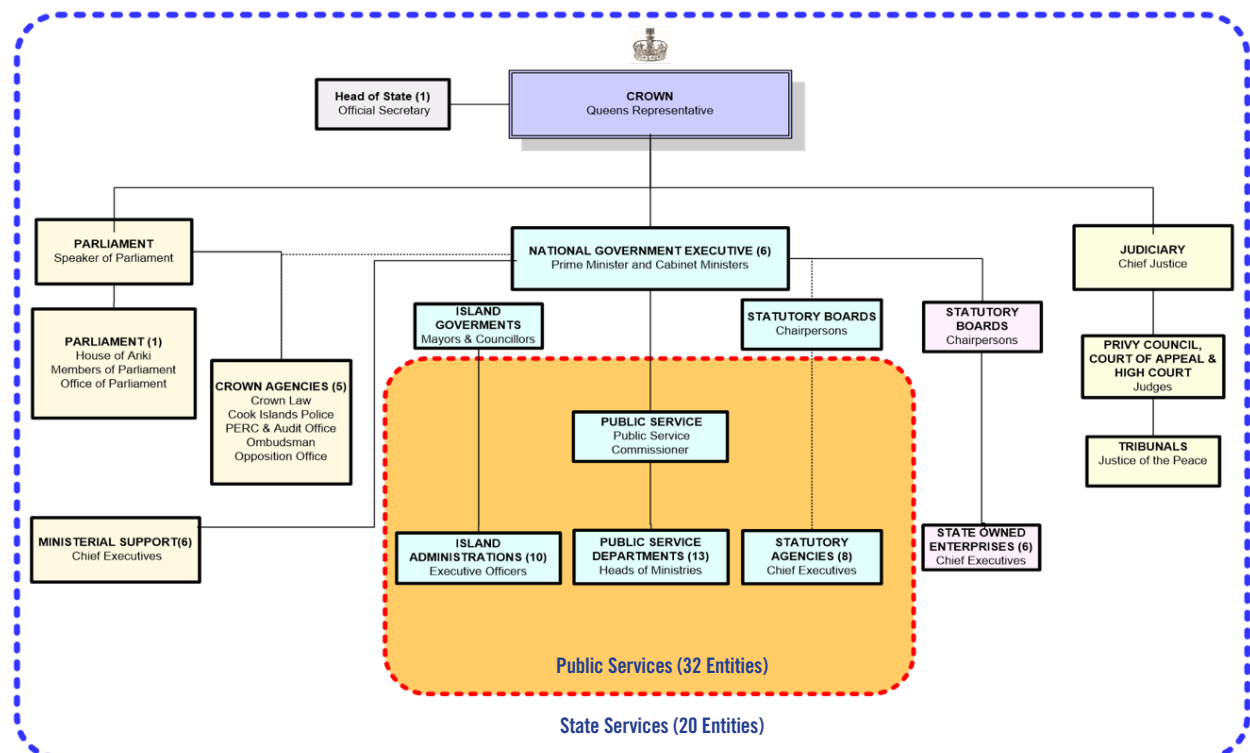 Head of State (1)
Official Secretary
CROWN
Queens Representative
PARLIAMENT
Speaker of Parliament
NATIONAL GOVERNMENT EXECUTIVE (6)
Prime Minister and Cabinet Ministers
JUDICIARY
Chief Justice
PARLIAMENT (1)
House of Ariki
Members of Parliament
Office of Parliament
CROWN AGENCIES (5)
Crown Law
Cook Islands Police
PERC & Audit Office
Ombudsman
Opposition Office
ISLAND
GOVERMENTS
Mayors & Councillors
STATUTORY BOARDS
Chairpersons
STATUTORY
BOARDS
Chairpersons
PRIVY COUNCIL,
COURT OF APPEAL &
HIGH COURT
Judges
PUBLIC SERVICE
Public Service
Commissioner
TRIBUNALS
Justice of the Peace
MINISTERIAL SUPPORT(6)
Chief Executives
ISLAND
ADMINISTRATIONS (10)
Executive Officers
PUBLIC SERVICE
DEPARTMENTS (13)
Heads of Ministries
STATUTORY
AGENCIES (8)
Chief Executives
STATE OWNED
ENTERPRISES (6)
Chief Executives
Public Services (32 Entities)
State Services (20 Entities)